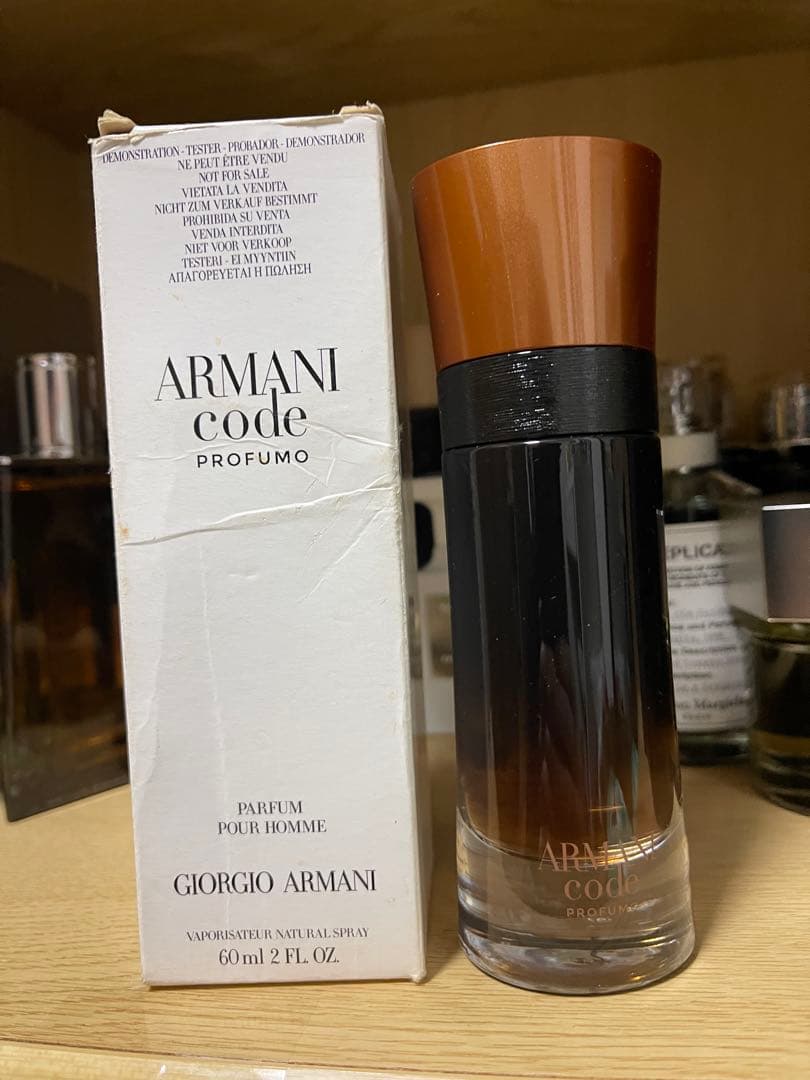 DEMONSTRATION - TESTER - PROBADOR - DEMONSTRADOR
NE PEUT ÊTRE VENDU
NOT FOR SALE
VIETATA LA VENDITA
NICHT ZUM VERKAUF BESTIMMT
PROHIBIDA SU VENTA
VENDA INTERDITA
NIET VOOR VERKOOP
TESTERI - EI MYYNTIIN
ΑΠΑΓΟΡΕΥΕΤΑΙ Η ΠΩΛΗΣΗ
ARMANI
code
PROFUMO
PARFUM
POUR HOMME
GIORGIO ARMANI
VAPORISATEUR NATURAL SPRAY
60 ml 2 FL. OZ.
ARMANI
code
PROFUMO
EPLICA